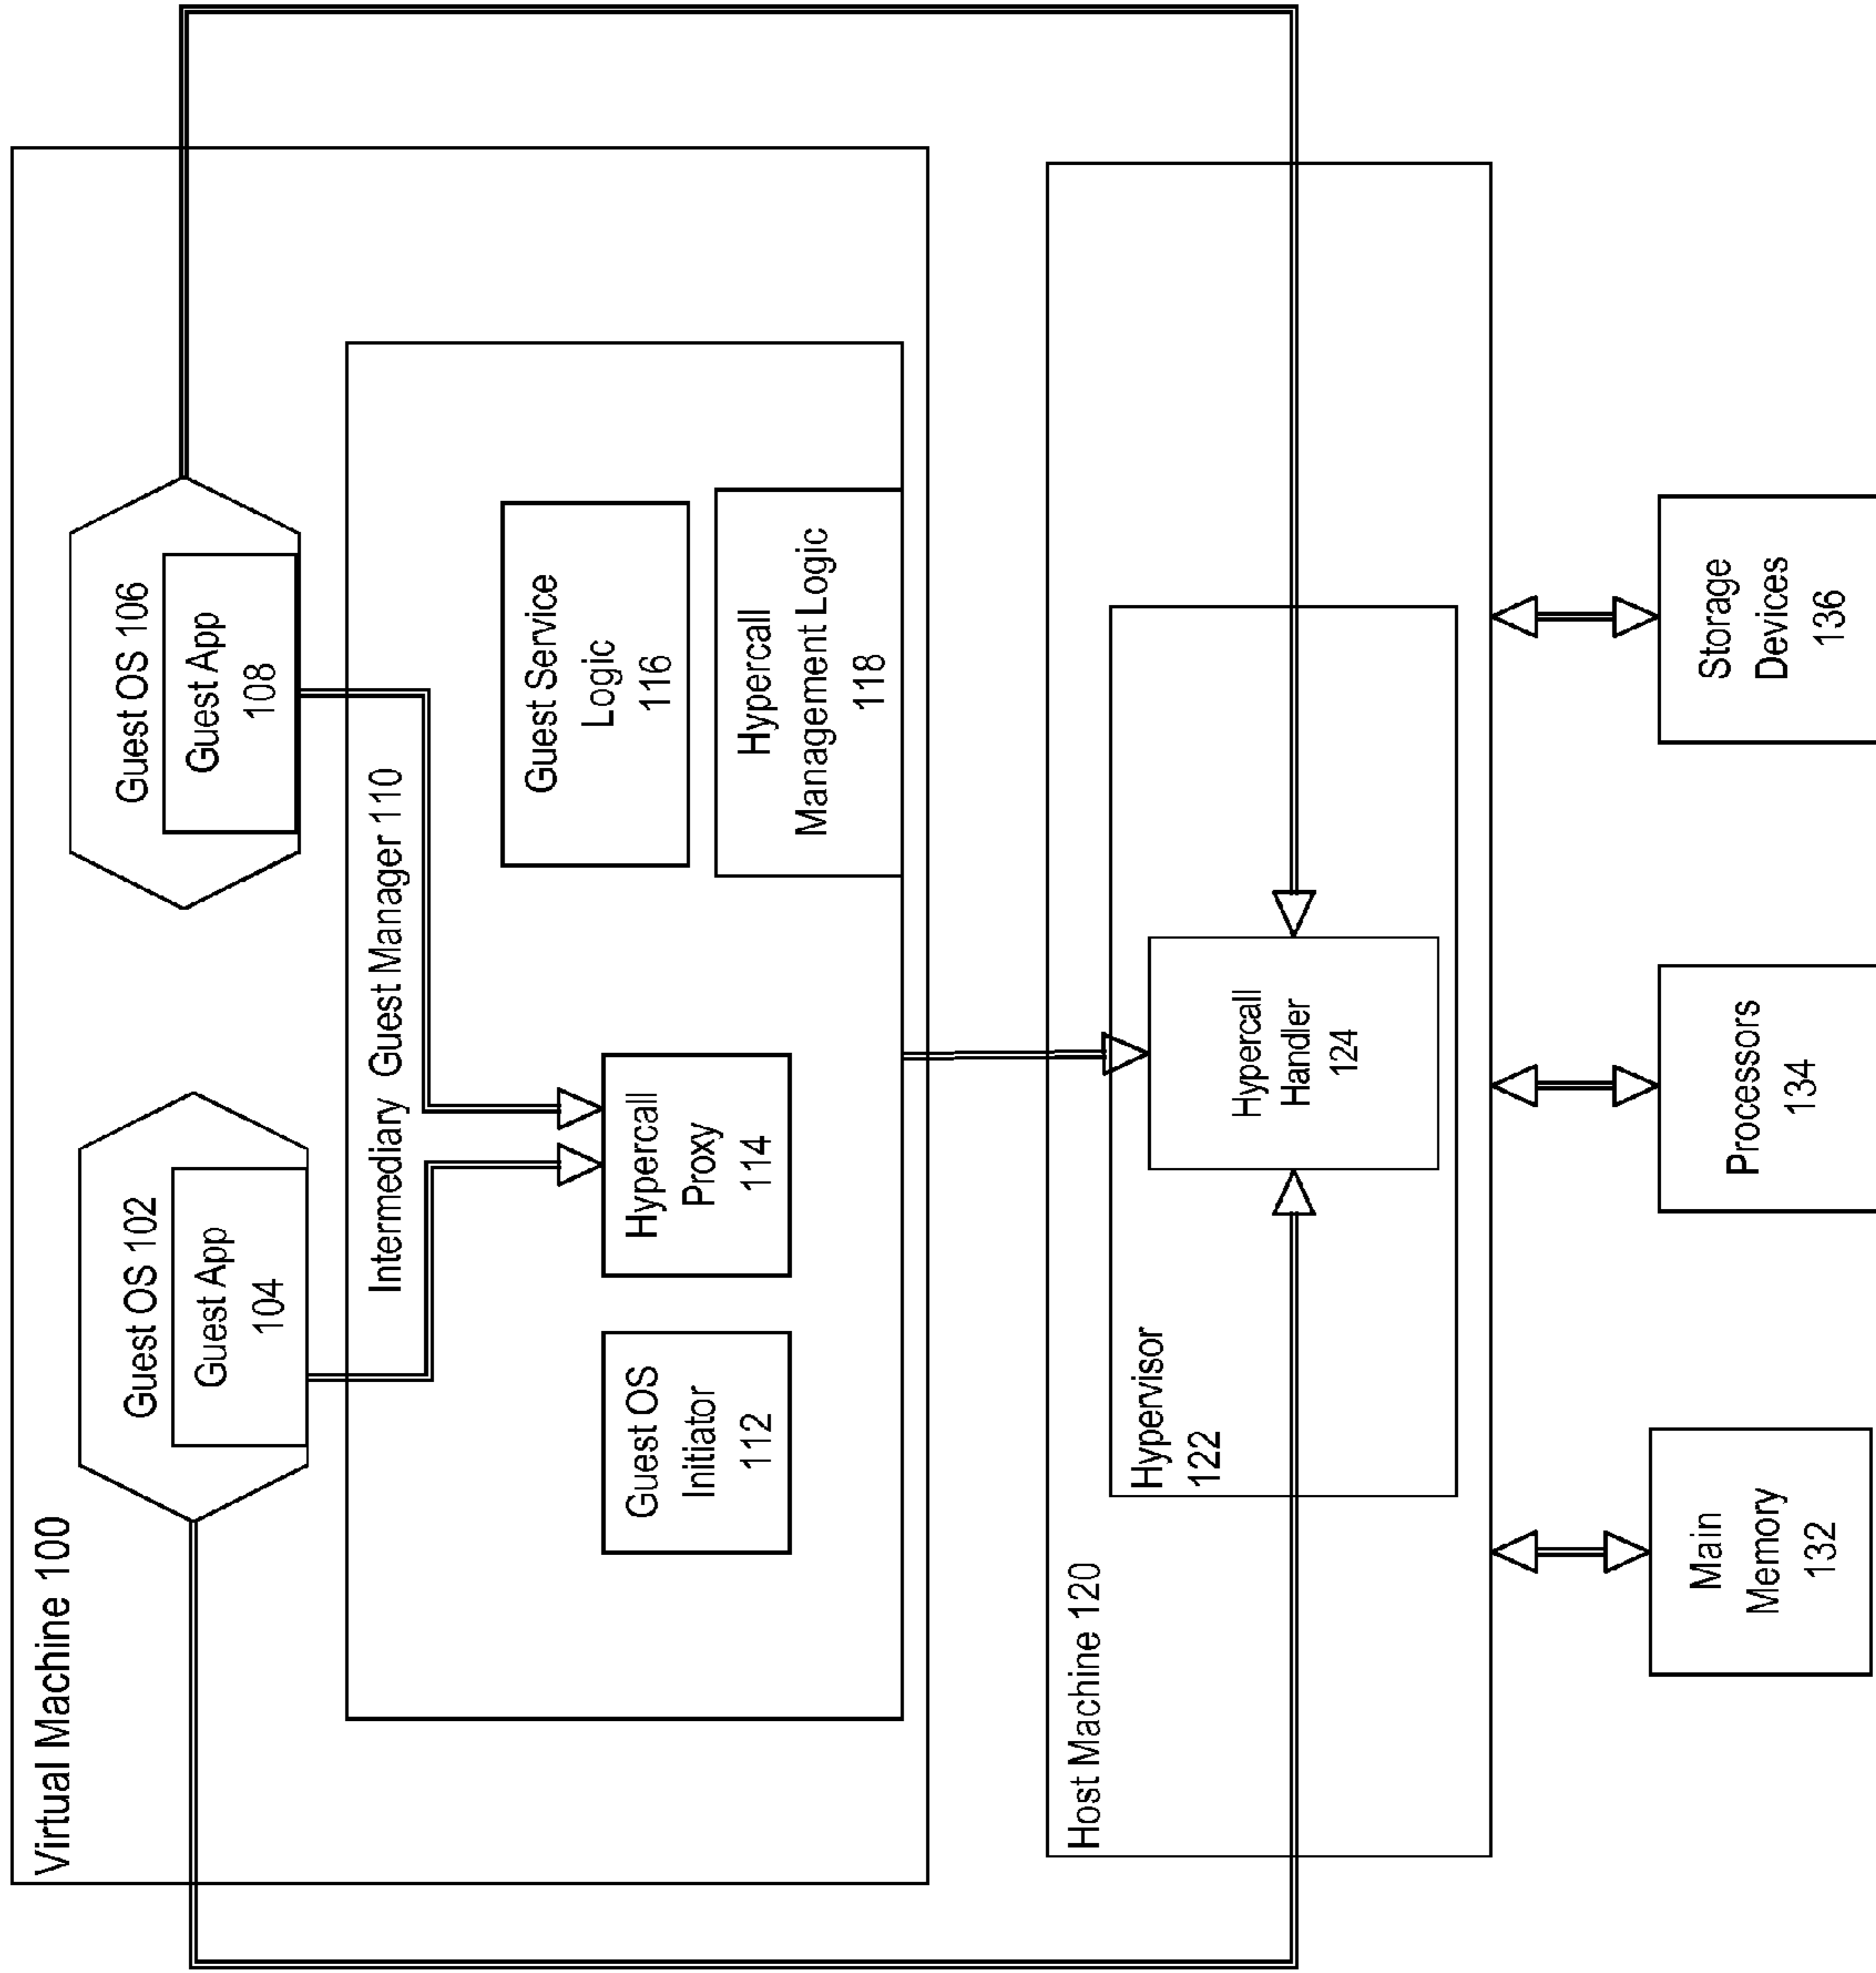 Virtual Machine 100
Guest OS 102
Guest App
104
Guest OS 106
Guest App
108
Intermediary Guest Manager 110
Guest OS
Initiator
112
Hypercall
Proxy
114
Guest Service
Logic
116
Hypercall
Management Logic
118
Host Machine 120
Hypervisor
122
Hypercall
Handler
124
Main
Memory
132
Processors
134
Storage
Devices
136